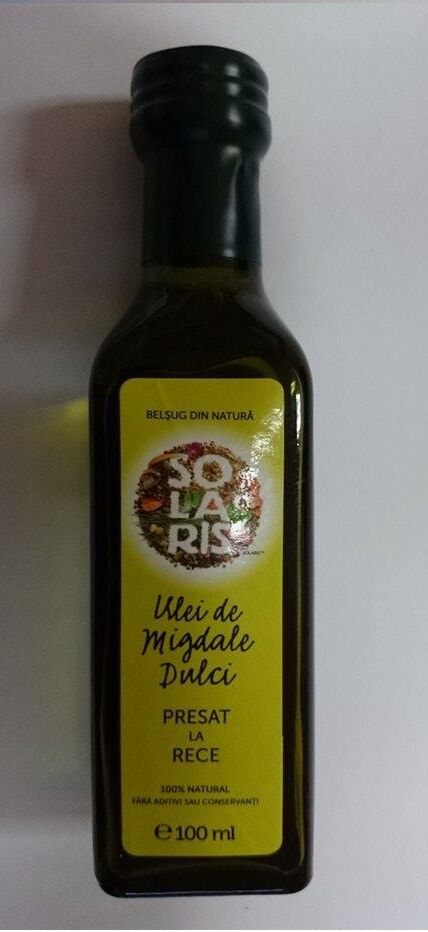 BELȘUG DIN NATURĂ
SO
LA
RIS
SOLARIS™
Ulei de
Migdale
Dulci
PRESAT
LA
RECE
100% NATURAL
FĂRĂ ADITIVI SAU CONSERVANȚI
℮ 100 ml